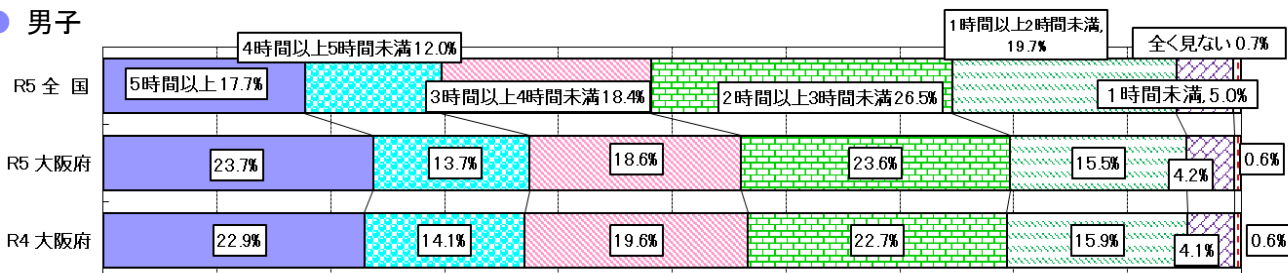 男子
R5 全 国
5時間以上17.7%
4時間以上5時間未満12.0%
3時間以上4時間未満18.4%
2時間以上3時間未満26.5%
1時間以上2時間未満,
19.7%
1時間未満, 5.0%
全く見ない 0.7%
R5 大阪府
23.7%
13.7%
18.6%
23.6%
15.5%
4.2%
0.6%
R4 大阪府
22.9%
14.1%
19.6%
22.7%
15.9%
4.1%
0.6%